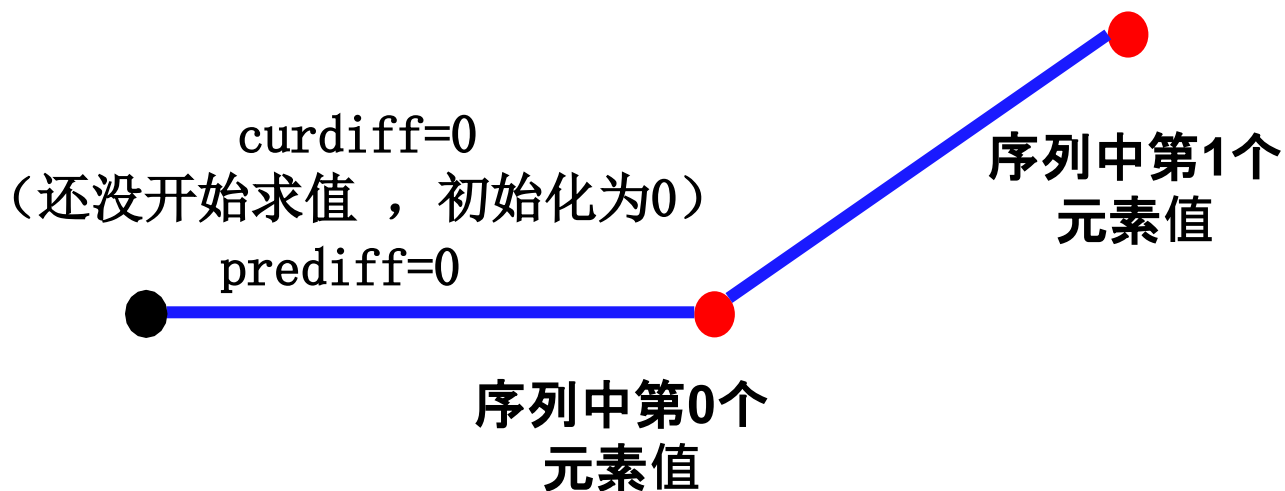 curdiff=0
（还没开始求值 ，初始化为0）
prediff=0
序列中第1个
元素值
序列中第0个
元素值